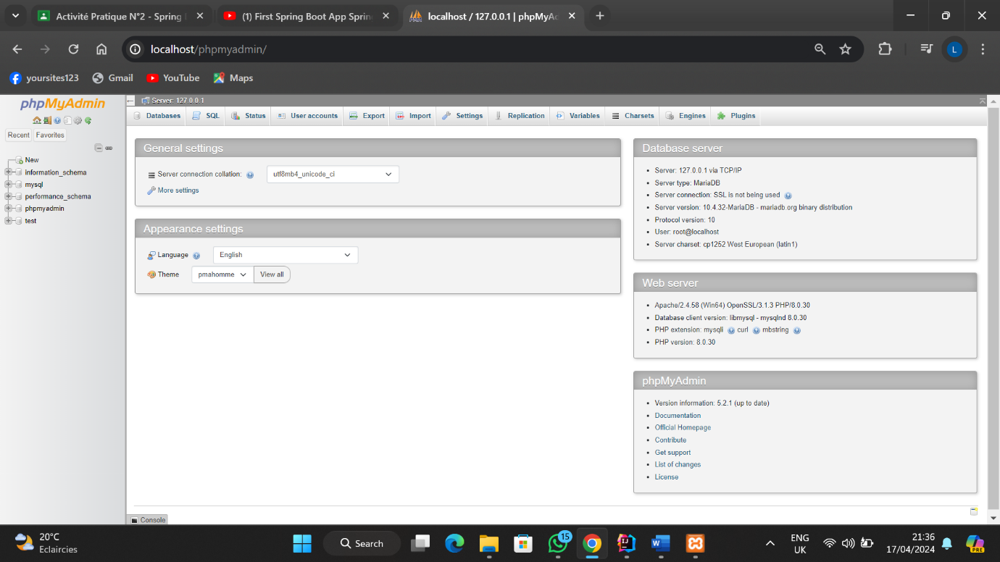 Activité Pratique N°2 - Spring
(1) First Spring Boot App Sprin
localhost / 127.0.0.1 | phpMyAd
localhost/phpmyadmin/
L
yoursites123
Gmail
YouTube
Maps
phpMyAdmin
Recent
Favorites
New
information_schema
mysql
performance_schema
phpmyadmin
test
Server: 127.0.0.1
Databases
SQL
Status
User accounts
Export
Import
Settings
Replication
Variables
Charsets
Engines
Plugins
General settings
Server connection collation:
utf8mb4_unicode_ci
More settings
Appearance settings
Language
English
Theme
pmahomme
View all
Database server
Server: 127.0.0.1 via TCP/IP
Server type: MariaDB
Server connection: SSL is not being used
Server version: 10.4.32-MariaDB - mariadb.org binary distribution
Protocol version: 10
User: root@localhost
Server charset: cp1252 West European (latin1)
Web server
Apache/2.4.58 (Win64) OpenSSL/3.1.3 PHP/8.0.30
Database client version: libmysql - mysqlnd 8.0.30
PHP extension: mysqli curl mbstring
PHP version: 8.0.30
phpMyAdmin
Version information: 5.2.1 (up to date)
Documentation
Official Homepage
Contribute
Get support
List of changes
License
Console
20°C
Eclaircies
Search
15
ENG
UK
21:36
17/04/2024
PRE